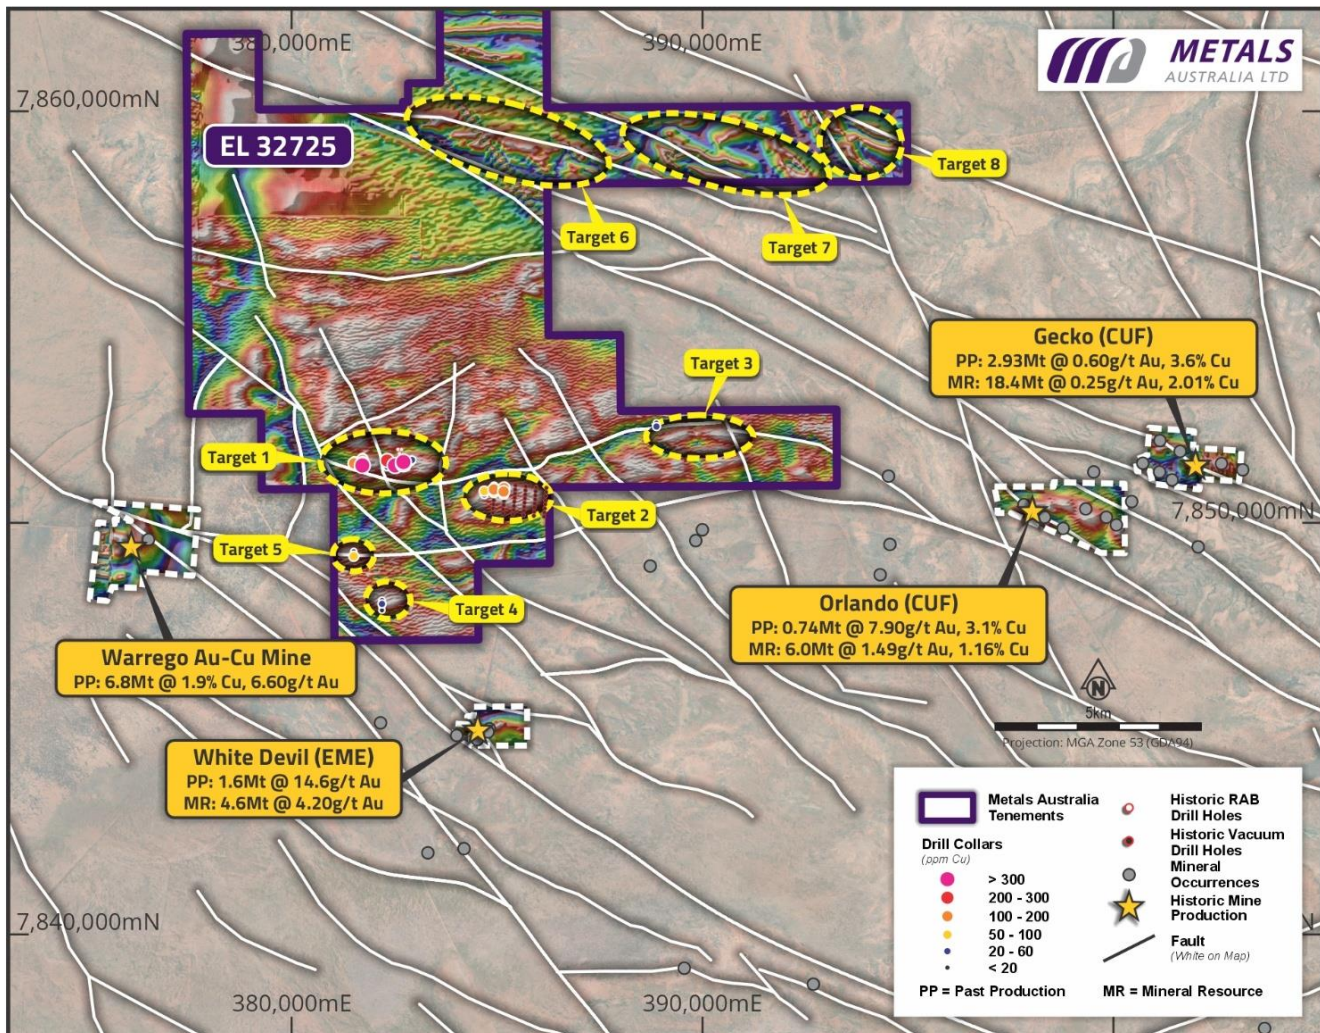 380,000mE
390,000mE
METALS
AUSTRALIA LTD
7,860,000mN
EL 32725
Target 8
Target 6
Target 7
Gecko (CUF)
PP: 2.93Mt @ 0.60g/t Au, 3.6% Cu
MR: 18.4Mt @ 0.25g/t Au, 2.01% Cu
Target 3
Target 1
Target 2
7,850,000mN
Target 5
Target 4
Orlando (CUF)
PP: 0.74Mt @ 7.90g/t Au, 3.1% Cu
MR: 6.0Mt @ 1.49g/t Au, 1.16% Cu
Warrego Au-Cu Mine
PP: 6.8Mt @ 1.9% Cu, 6.60g/t Au
N
5km
Projection: MGA Zone 53 (GDA94)
White Devil (EME)
PP: 1.6Mt @ 14.6g/t Au
MR: 4.6Mt @ 4.20g/t Au
Metals Australia
Tenements
Drill Collars
(ppm Cu)
> 300
200 - 300
100 - 200
50 - 100
20 - 60
< 20
PP = Past Production
Historic RAB
Drill Holes
Historic Vacuum
Drill Holes
Mineral
Occurrences
Historic Mine
Production
Fault
(White on Map)
MR = Mineral Resource
7,840,000mN
380,000mE
390,000mE